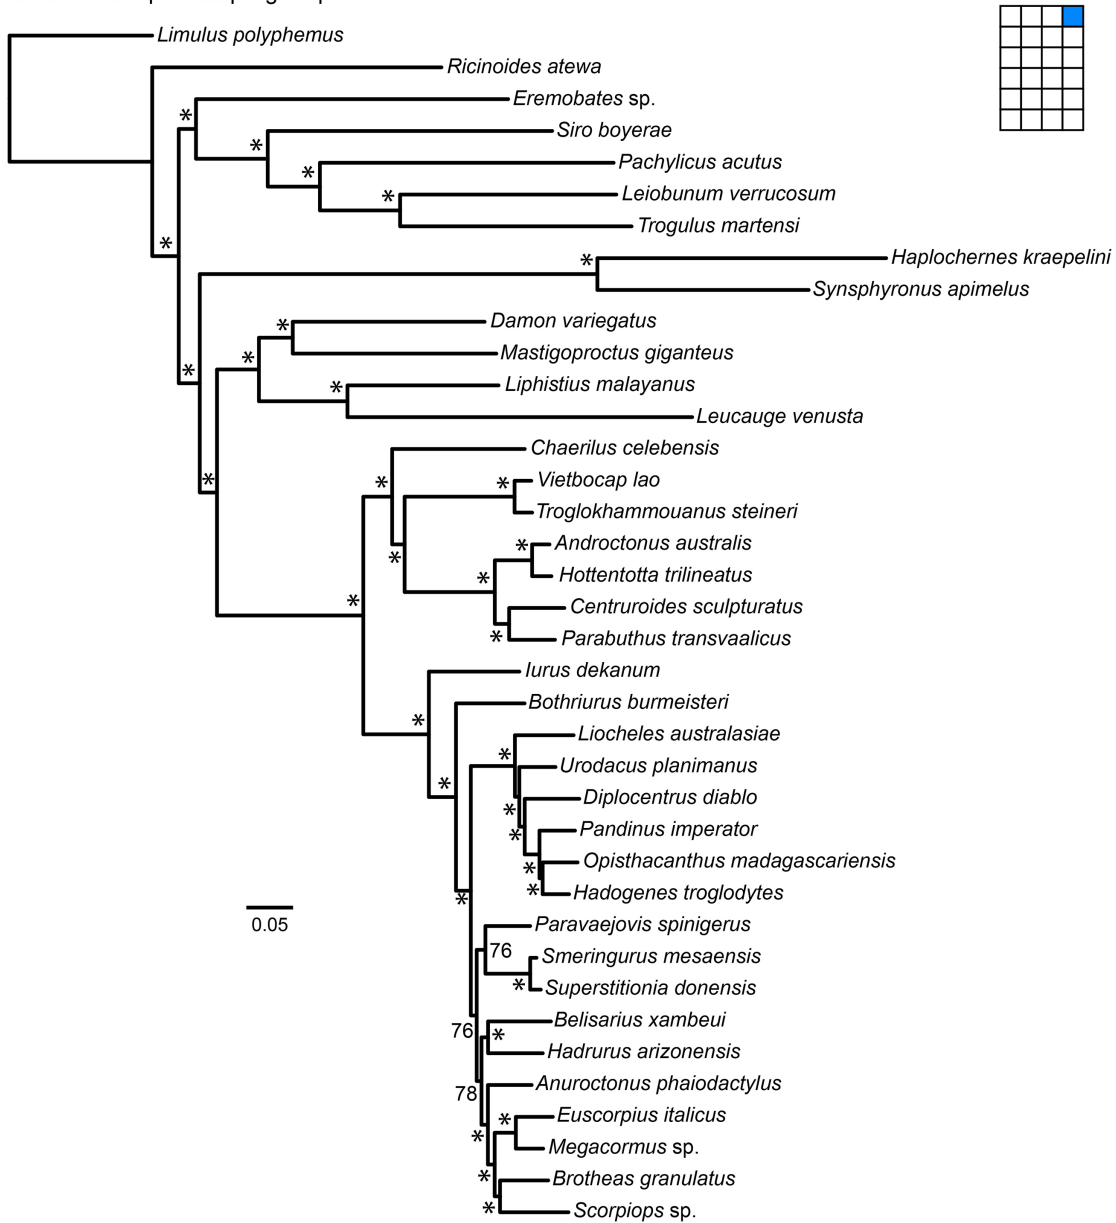 Limulus polyphemus
Ricinoides atewa
*
Eremobates sp.
*
Siro boyerae
*
Pachylicus acutus
*
Leiobunum verrucosum
Trogulus martensi
*
*
Haplochernes kraepelini
Synsphyronus apimelus
*
Damon variegatus
*
Mastigoproctus giganteus
*
*
Liphistius malayanus
Leucauge venusta
Chaerilus celebensis
*
*
*
Vietbocap lao
Troglokhammouanus steineri
*
Androctonus australis
*
*
Hottentotta trilineatus
*
Centruroides sculpturatus
*
Parabuthus transvaalicus
Iurus dekanum
*
Bothriurus burmeisteri
Liocheles australasiae
*
Urodacus planimanus
*
Diplocentrus diablo
*
*
Pandinus imperator
*
Opisthacanthus madagascariensis
*
Hadogenes troglodytes
*
0.05
Paravaejovis spinigerus
76
Smeringurus mesaensis
*
Superstitionia donensis
Belisarius xambeui
76
*
Hadrurus arizonensis
Anuroctonus phaiodactylus
78
*
Euscorpius italicus
*
Megacormus sp.
*
Brotheas granulatus
*
Scorpiops sp.